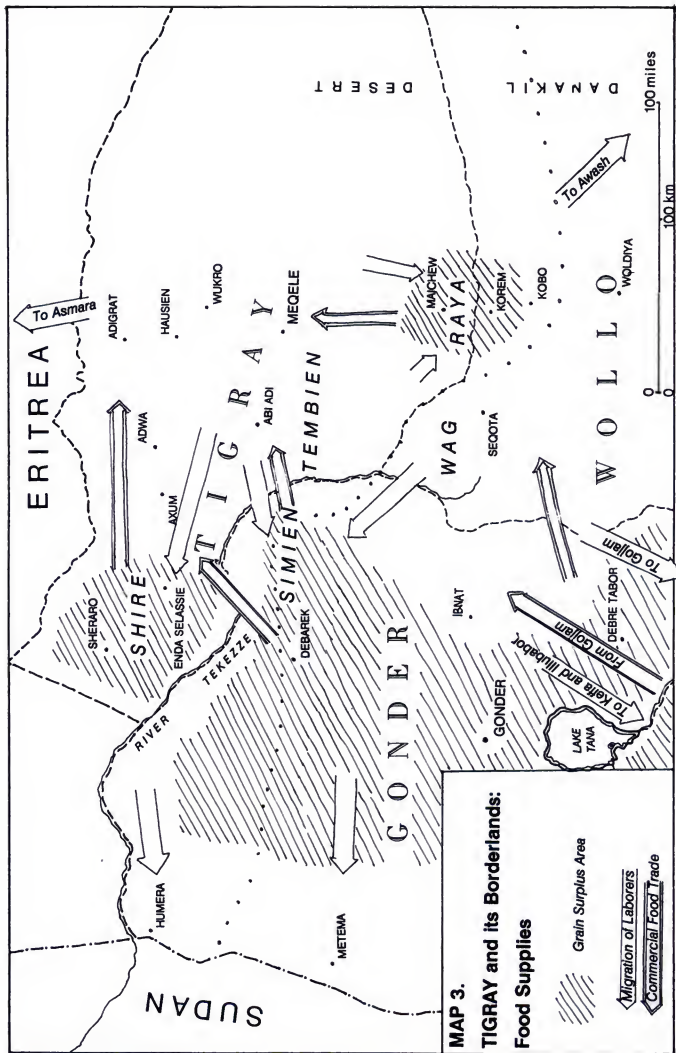 ERITREA
SUDAN
To Asmara
ADIGRAT
HAUSIEN
WUKRO
MEQELE
ADWA
AXUM
ABI ADI
TIGRAY
TEMBIEN
SHERARO
SHIRE
ENDA SELASSIE
RIVER TEKEZZE
SIMIEN
DEBAREK
HUMERA
METEMA
GONDER
GONDER
IBNAT
WAG
SEQOTA
MAICHEW
RAYA
KOREM
KOBO
WOLDIYA
WOLLO
DESERT
DANAKIL
To Awash
DEBRE TABOR
LAKE
TANA
From Gojjam
To Keffa and Illubabor
To Gojjam
0 100 km
0 100 miles
MAP 3.
TIGRAY and its Borderlands:
Food Supplies
Grain Surplus Area
Migration of Laborers
Commercial Food Trade